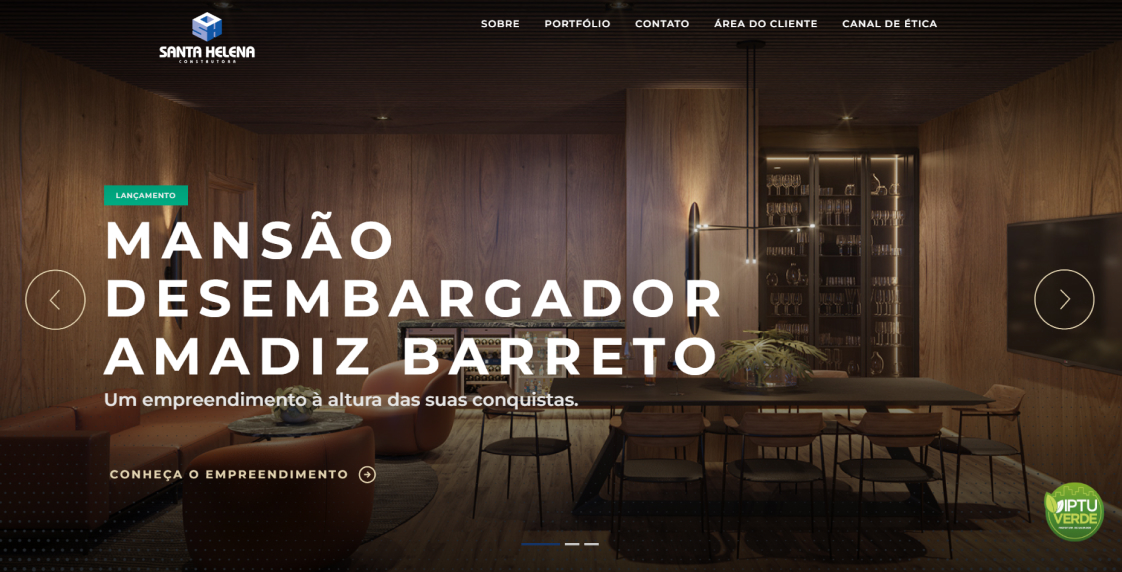 SANTA HELENA
CONSTRUTORA
SOBRE
PORTFÓLIO
CONTATO
ÁREA DO CLIENTE
CANAL DE ÉTICA
LANÇAMENTO
MANSÃO
DESEMBARGADOR
AMADIZ BARRETO
Um empreendimento à altura das suas conquistas.
CONHEÇA O EMPREENDIMENTO
IPTU
VERDE